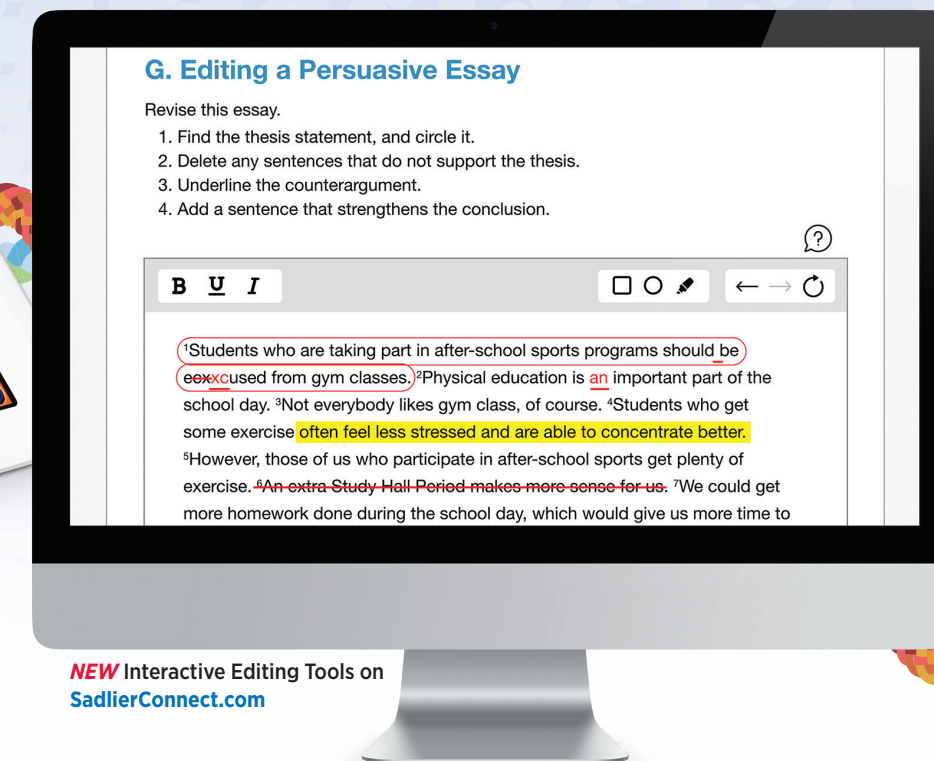 G. Editing a Persuasive Essay
Revise this essay.
1. Find the thesis statement, and circle it.
2. Delete any sentences that do not support the thesis.
3. Underline the counterargument.
4. Add a sentence that strengthens the conclusion.
?
B U I
¹Students who are taking part in after-school sports programs should be
ecxxcused from gym classes. ²Physical education is an important part of the
school day. ³Not everybody likes gym class, of course. ⁴Students who get
some exercise often feel less stressed and are able to concentrate better.
⁵However, those of us who participate in after-school sports get plenty of
exercise. ⁶An extra Study Hall Period makes more sense for us. ⁷We could get
more homework done during the school day, which would give us more time to
NEW Interactive Editing Tools on
SadlierConnect.com